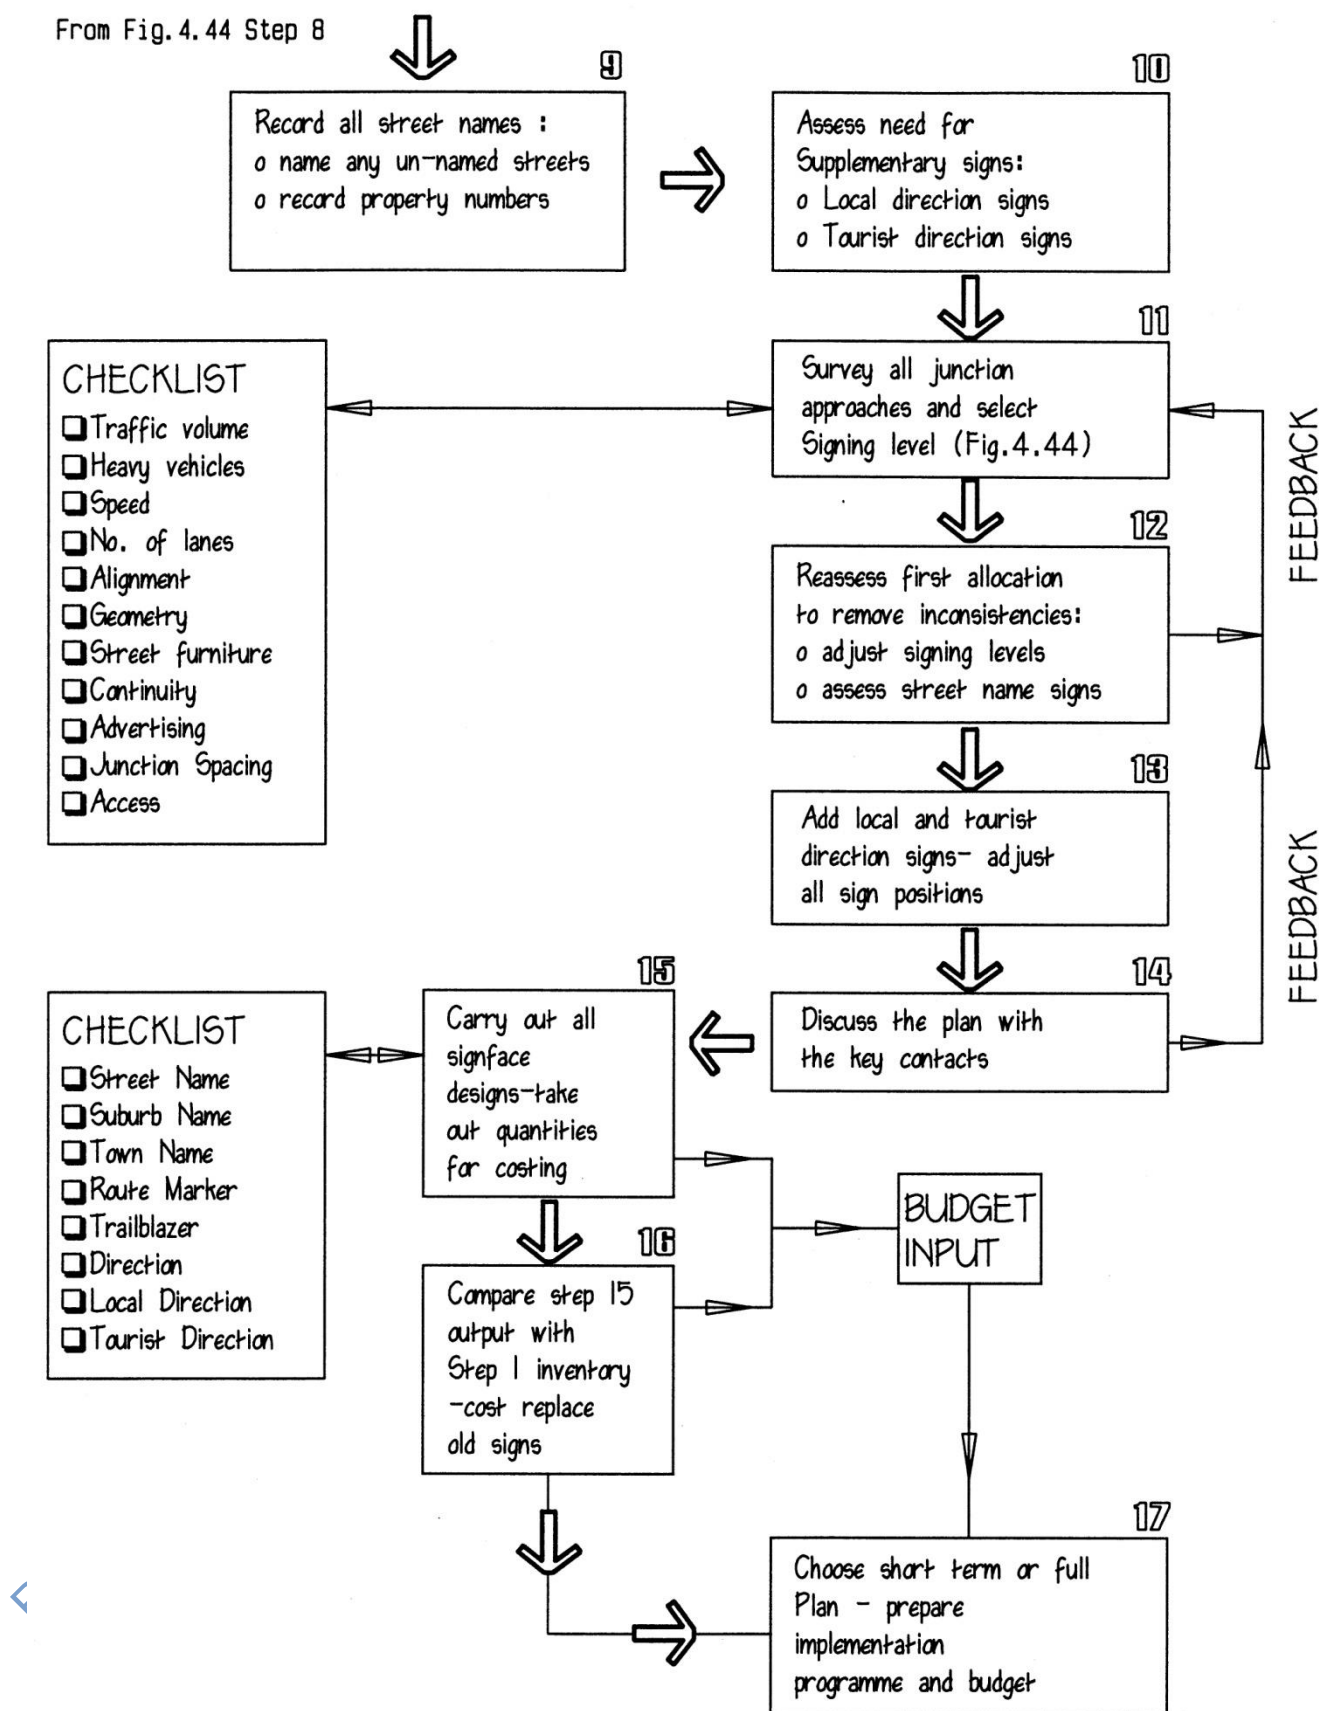 From Fig.4.44 Step 8
9
Record all street names :
o name any un-named streets
o record property numbers
10
Assess need for
Supplementary signs:
o Local direction signs
o Tourist direction signs
11
Survey all junction
approaches and select
Signing level (Fig.4.44)
CHECKLIST
Traffic volume
Heavy vehicles
Speed
No. of lanes
Alignment
Geometry
Street furniture
Continuity
Advertising
Junction Spacing
Access
FEEDBACK
12
Reassess first allocation
to remove inconsistencies:
o adjust signing levels
o assess street name signs
13
Add local and tourist
direction signs- adjust
all sign positions
FEEDBACK
14
Discuss the plan with
the key contacts
15
Carry out all
signface
designs-take
out quantities
for costing
CHECKLIST
Street Name
Suburb Name
Town Name
Route Marker
Trailblazer
Direction
Local Direction
Tourist Direction
BUDGET
INPUT
16
Compare step 15
output with
Step 1 inventory
-cost replace
old signs
17
Choose short term or full
Plan - prepare
implementation
programme and budget